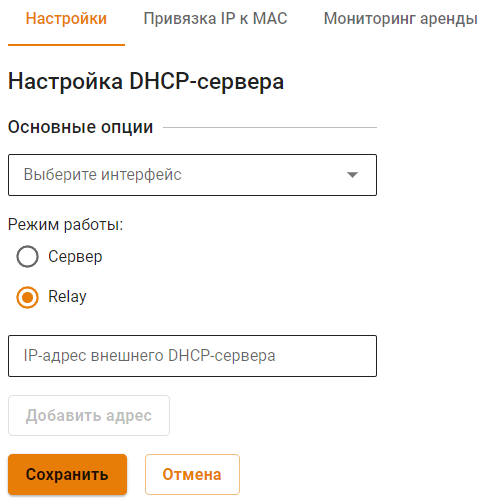 Настройки Привязка IP к MAC Мониторинг аренды
Настройка DHCP-сервера
Основные опции
Выберите интерфейс
Режим работы:
Сервер
Relay
IP-адрес внешнего DHCP-сервера
Добавить адрес
Сохранить Отмена